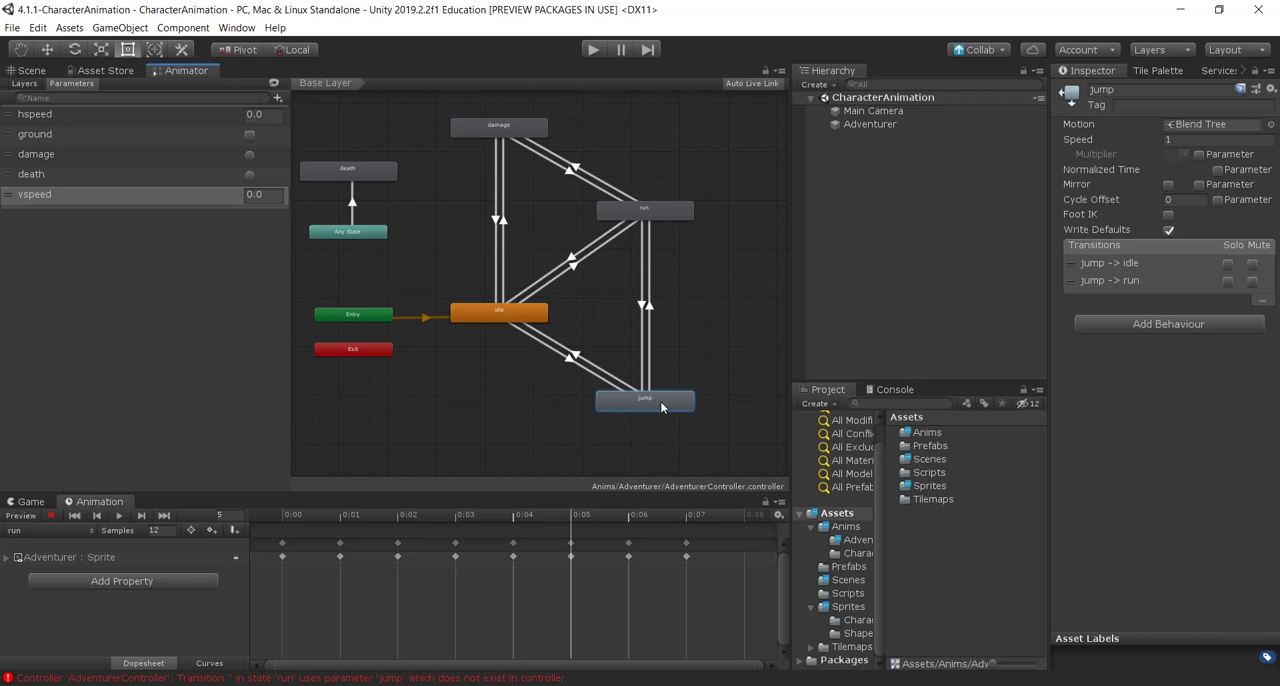 4.1.1-CharacterAnimation - CharacterAnimation - PC, Mac & Linux Standalone - Unity 2019.2.2f1 Education [PREVIEW PACKAGES IN USE] <DX11>
File Edit Assets GameObject Component Window Help
Pivot Local Collab Account Layers Layout
Scene Asset Store Animator
Layers Parameters Base Layer Auto Live Link
Name
hspeed 0.0
ground
damage
death
vspeed 0.0
damage
death
run
Any State
Entry
idle
Exit
jump
Anims/Adventurer/AdventurerController.controller
Hierarchy
Create All
CharacterAnimation
Main Camera
Adventurer
Inspector Tile Palette Services
jump
Tag
Motion Blend Tree
Speed 1
Multiplier Parameter
Normalized Time Parameter
Mirror Parameter
Cycle Offset 0 Parameter
Foot IK
Write Defaults
Transitions Solo Mute
jump -> idle
jump -> run
Add Behaviour
Game Animation
Preview 5 0:00 0:01 0:02 0:03 0:04 0:05 0:06 0:07 0:08
run Samples 12
Adventurer : Sprite
Add Property
Dopesheet Curves
Project Console
Create 12
All Modifi
All Confli
All Exclu
All Mater
All Model
All Prefab
Assets
Anims
Adven
Charac
Prefabs
Scenes
Scripts
Sprites
Charac
Shape
Tilemaps
Packages
Assets
Anims
Prefabs
Scenes
Scripts
Sprites
Tilemaps
Assets/Anims/Adv
Asset Labels
Controller 'AdventurerController': Transition '' in state 'run' uses parameter 'jump' which does not exist in controller.